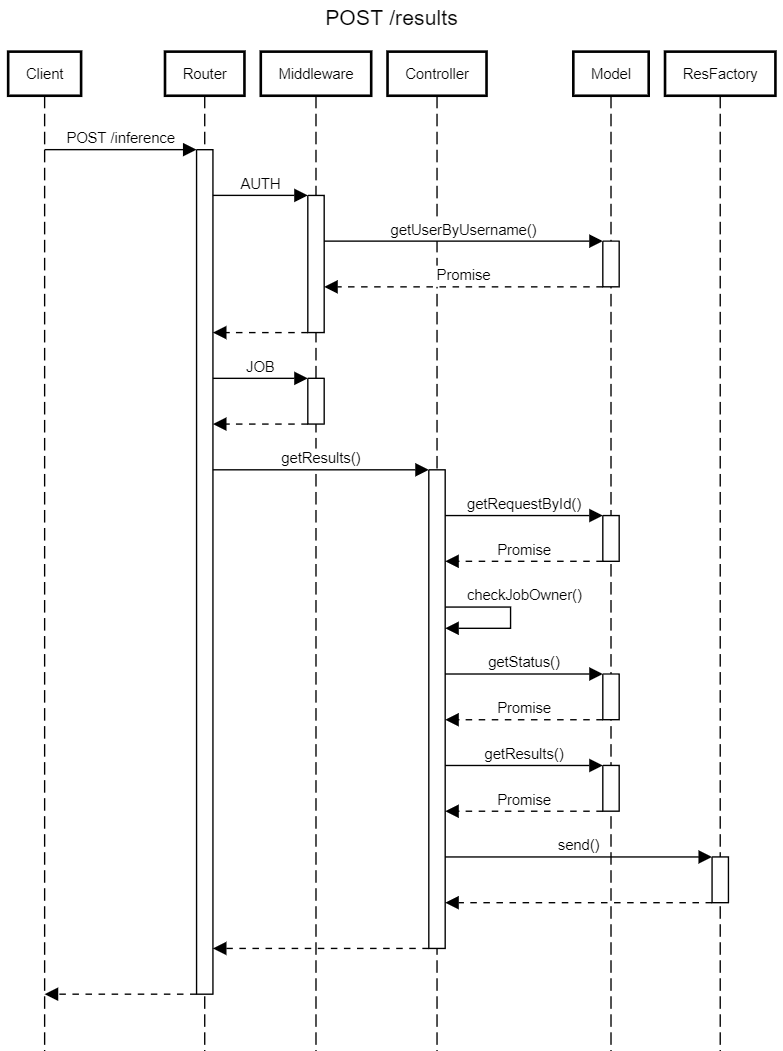 POST /results
Client
Router
Middleware
Controller
Model
ResFactory
POST /inference
AUTH
getUserByUsername()
Promise
JOB
getResults()
getRequestById()
Promise
checkJobOwner()
getStatus()
Promise
getResults()
Promise
send()